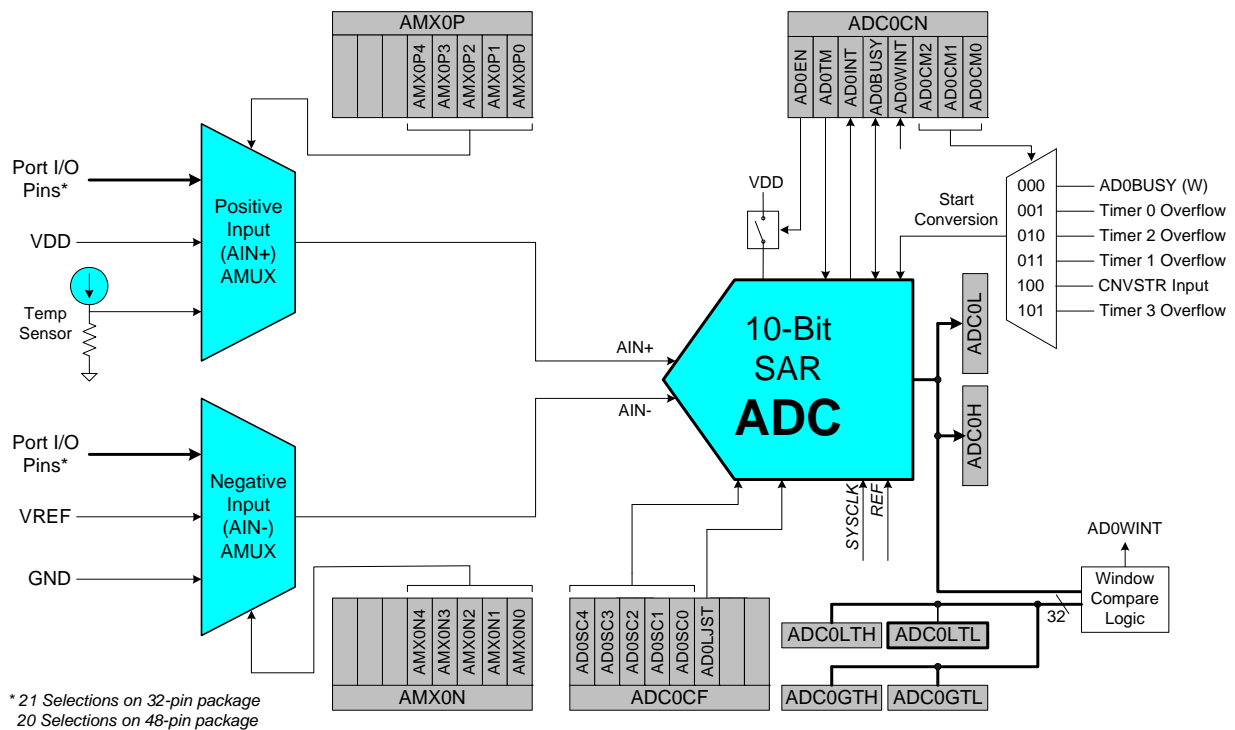 AMX0P
AMX0P4
AMX0P3
AMX0P2
AMX0P1
AMX0P0
ADC0CN
AD0EN
AD0TM
AD0INT
AD0BUSY
AD0WINT
AD0CM2
AD0CM1
AD0CM0
Port I/O
Pins*
VDD
Temp
Sensor
Positive
Input
(AIN+)
AMUX
VDD
Start
Conversion
000
AD0BUSY (W)
001
Timer 0 Overflow
010
Timer 2 Overflow
011
Timer 1 Overflow
100
CNVSTR Input
101
Timer 3 Overflow
AIN+
AIN-
10-Bit
SAR
ADC
ADC0L
ADC0H
Port I/O
Pins*
VREF
GND
Negative
Input
(AIN-)
AMUX
SYSCLK
REF
AD0WINT
Window
Compare
Logic
32
AMX0N4
AMX0N3
AMX0N2
AMX0N1
AMX0N0
AMX0N
AD0SC4
AD0SC3
AD0SC2
AD0SC1
AD0SC0
AD0LJST
ADC0CF
ADC0LTH
ADC0LTL
ADC0GTH
ADC0GTL
* 21 Selections on 32-pin package
20 Selections on 48-pin package